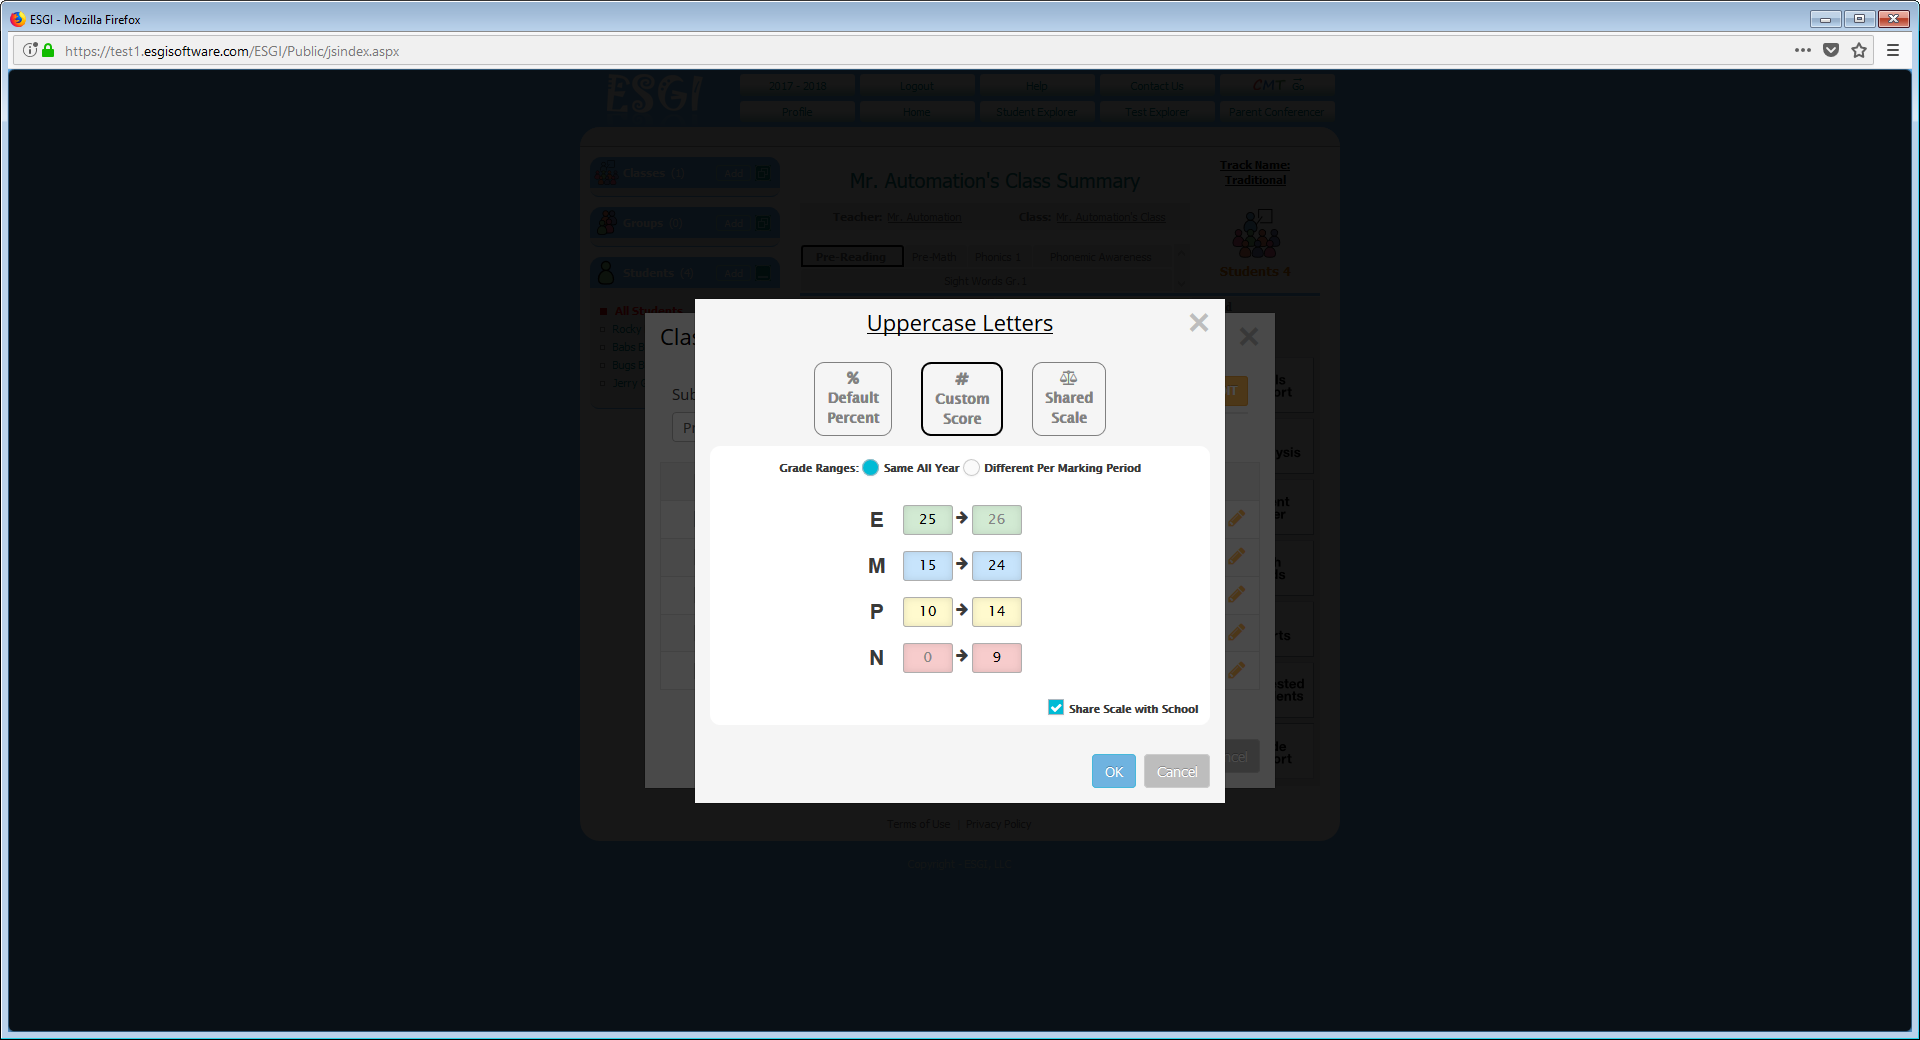 ESGI - Mozilla Firefox
https://test1.esgisoftware.com/ESGI/Public/jsindex.aspx
ESGI
2017 - 2018 Logout Help Contact Us CMT
Profile Home Student Explorer Test Explorer Parent Conferencer
Classes (1) Add
Groups (0) Add
Students (4) Add
All Students
Rocky
Babs B
Bugs B
Jerry
Mr. Automation's Class Summary
Teacher: Mr. Automation Class: Mr. Automation's Class
Pre-Reading Pre Math Phonics 1 Phonemic Awareness
Sight Words Gr.1
Track Name:
Traditional
Students 4
Clas
Sub
Pr
Uppercase Letters
%
Default
Percent
#
Custom
Score
Shared
Scale
Grade Ranges: Same All Year Different Per Marking Period
E 25 26
M 15 24
P 10 14
N 0 9
Share Scale with School
OK Cancel
Terms of Use | Privacy Policy